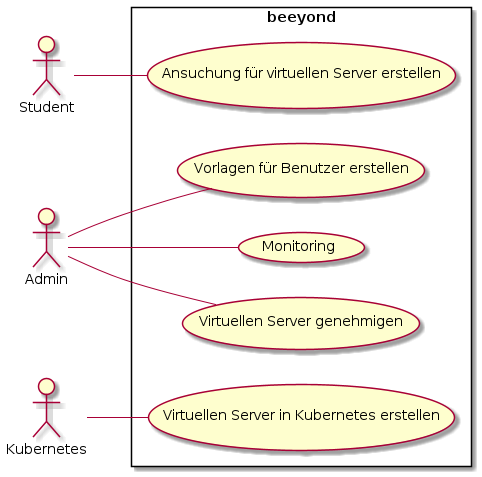 beeyond
Ansuchung für virtuellen Server erstellen
Student
Vorlagen für Benutzer erstellen
Monitoring
Admin
Virtuellen Server genehmigen
Virtuellen Server in Kubernetes erstellen
Kubernetes